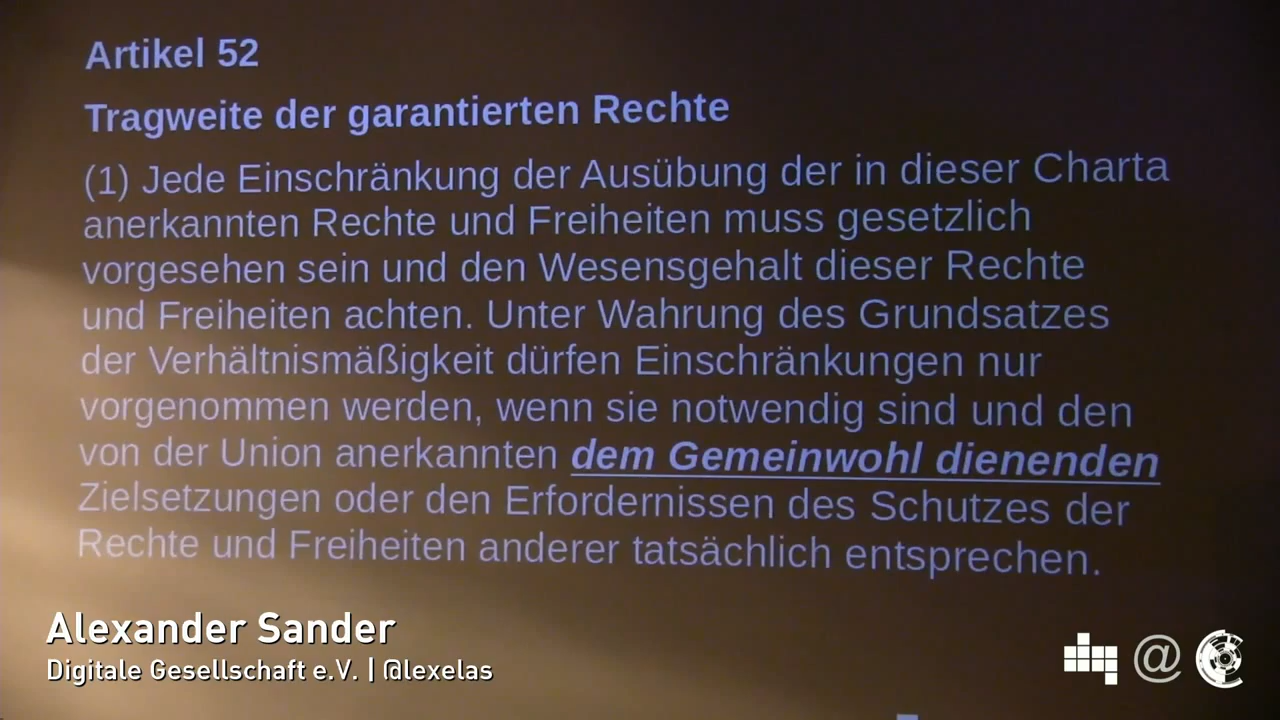 Artikel 52
Tragweite der garantierten Rechte
(1) Jede Einschränkung der Ausübung der in dieser Charta
anerkannten Rechte und Freiheiten muss gesetzlich
vorgesehen sein und den Wesensgehalt dieser Rechte
und Freiheiten achten. Unter Wahrung des Grundsatzes
der Verhältnismäßigkeit dürfen Einschränkungen nur
vorgenommen werden, wenn sie notwendig sind und den
von der Union anerkannten dem Gemeinwohl dienenden
Zielsetzungen oder den Erfordernissen des Schutzes der
Rechte und Freiheiten anderer tatsächlich entsprechen.
Alexander Sander
Digitale Gesellschaft e.V. | @lexelas
@